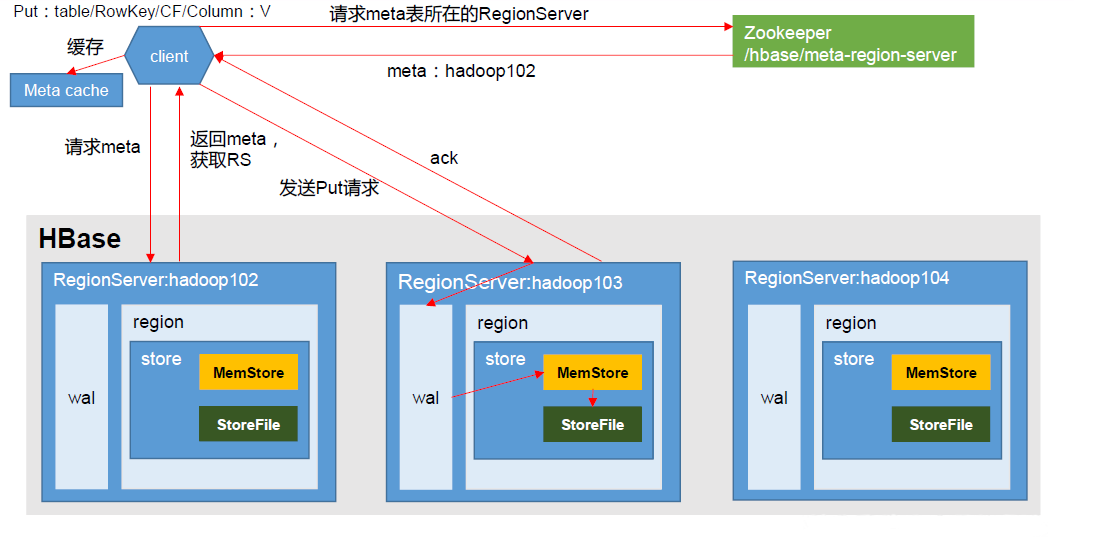 Put：table/RowKey/CF/Column：V
请求meta表所在的RegionServer
Zookeeper
/hbase/meta-region-server
缓存
client
meta：hadoop102
Meta cache
请求meta
返回meta，
获取RS
ack
发送Put请求
HBase
RegionServer:hadoop102
wal
region
store
MemStore
StoreFile
RegionServer:hadoop103
wal
region
store
MemStore
StoreFile
RegionServer:hadoop104
wal
region
store
MemStore
StoreFile